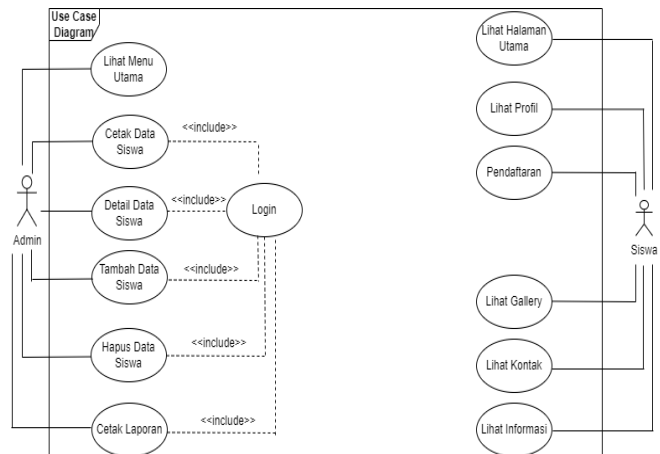 Use Case
Diagram
Lihat Menu
Utama
Cetak Data
Siswa
<<include>>
Detail Data
Siswa
<<include>>
Login
Admin
Tambah Data
Siswa
<<include>>
Hapus Data
Siswa
<<include>>
Cetak Laporan
<<include>>
Lihat Halaman
Utama
Lihat Profil
Pendaftaran
Siswa
Lihat Gallery
Lihat Kontak
Lihat Informasi